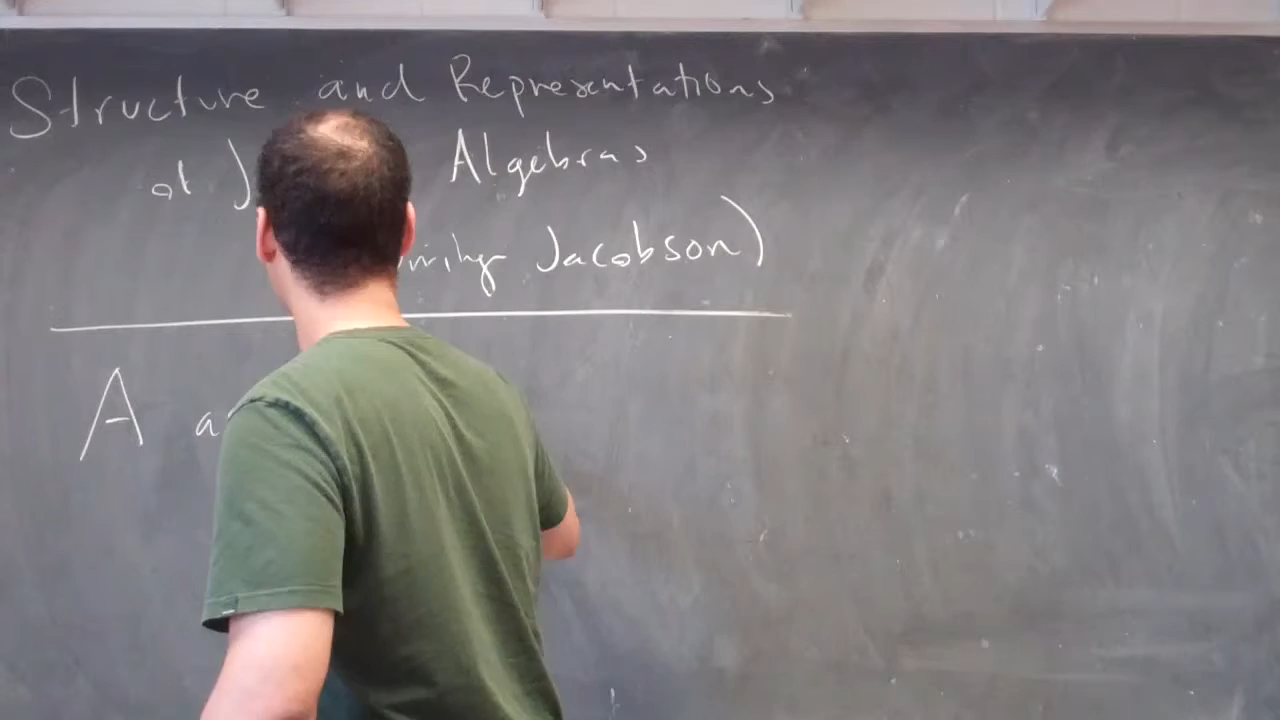 Structure and Representations
of J Algebras
Jacobson)
A a